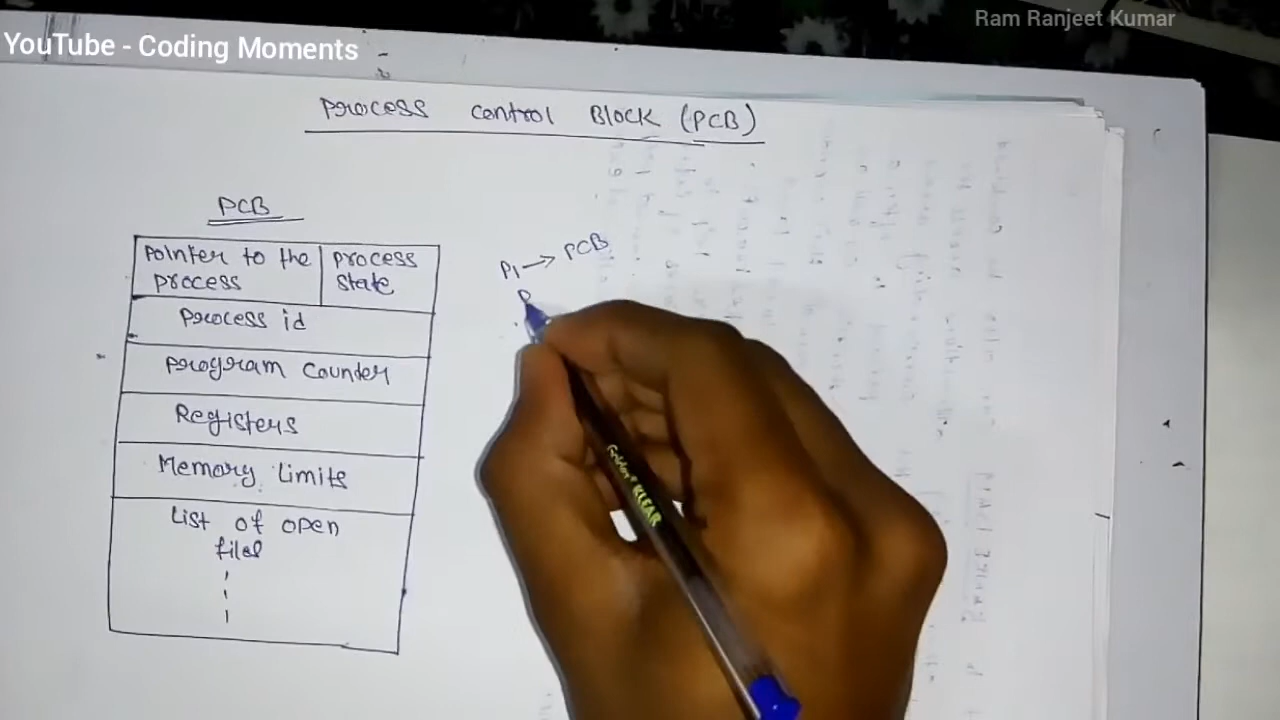 Ram Ranjeet Kumar
YouTube - Coding Moments
Process Control Block (PCB)
PCB
Pointer to the process
Process state
Process id
Program Counter
Registers
Memory Limits
List of open
files
P1 → PCB
P